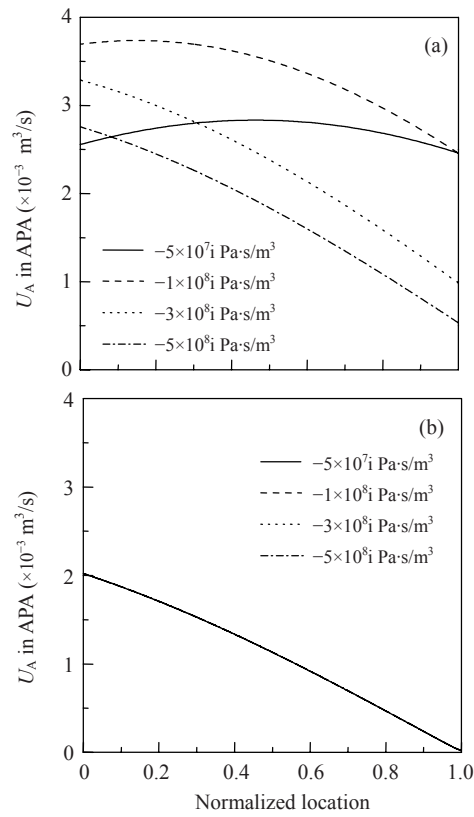 4
(a)
3
2
1
0
U_A in APA (×10⁻³ m³/s)
−5×10⁷i Pa·s/m³
−1×10⁸i Pa·s/m³
−3×10⁸i Pa·s/m³
−5×10⁸i Pa·s/m³
4
(b)
3
2
1
0
U_A in APA (×10⁻³ m³/s)
−5×10⁷i Pa·s/m³
−1×10⁸i Pa·s/m³
−3×10⁸i Pa·s/m³
−5×10⁸i Pa·s/m³
0 0.2 0.4 0.6 0.8 1.0
Normalized location